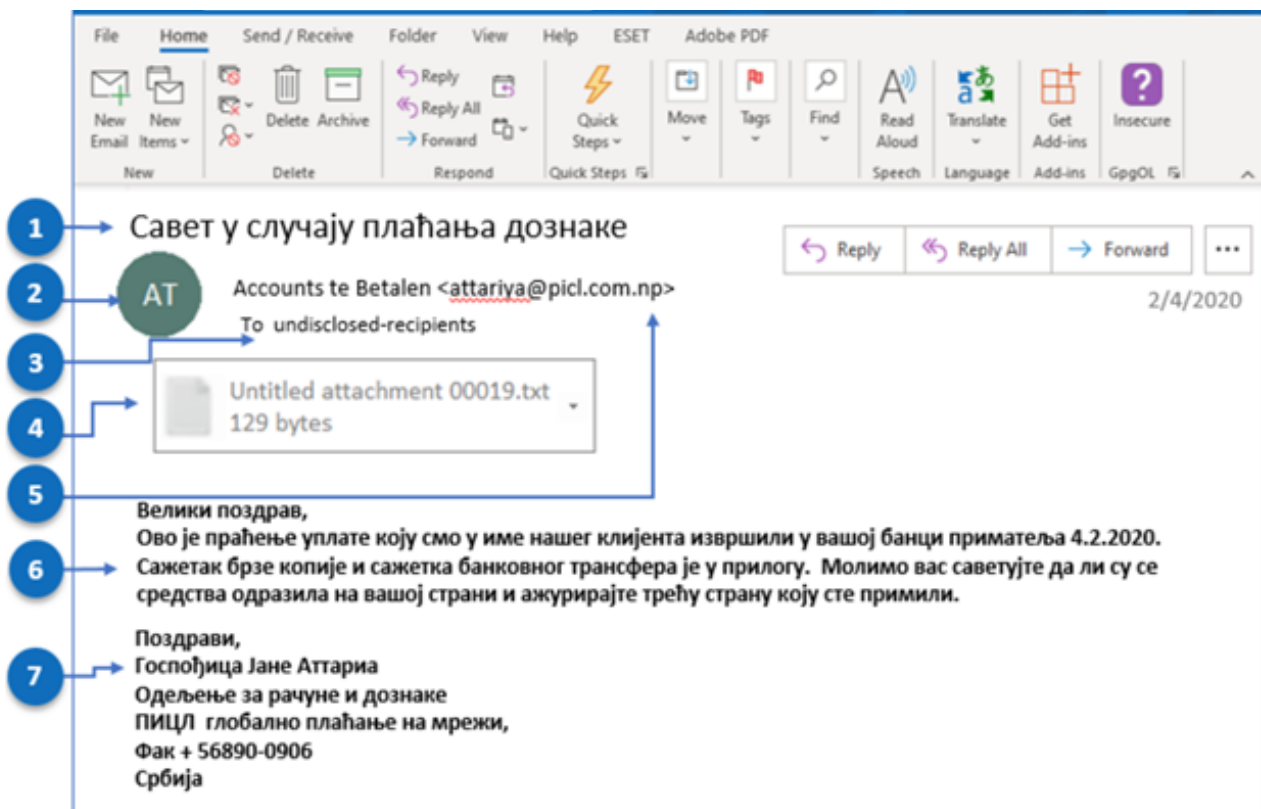 File Home Send / Receive Folder View Help ESET Adobe PDF
New Email
New Items
Delete
Archive
Reply
Reply All
Forward
Quick Steps
Move
Tags
Find
Read Aloud
Translate
Get Add-ins
Insecure
New Delete Respond Quick Steps Speech Language Add-ins GpgOL
1 Савет у случају плаћања дознаке
Reply Reply All Forward ...
2 AT Accounts te Betalen <attariya@picl.com.np>
2/4/2020
3 To undisclosed-recipients
4 Untitled attachment 00019.txt
129 bytes
5
Велики поздрав,
Ово је праћење уплате коју смо у име нашег клијента извршили у вашој банци приматеља 4.2.2020.
6 Сажетак брзе копије и сажетка банковног трансфера је у прилогу. Молимо вас саветујте да ли су се
средства одразила на вашој страни и ажурирајте трећу страну коју сте примили.
Поздрави,
7 Госпођица Јане Аттариа
Одељење за рачуне и дознаке
ПИЦЛ глобално плаћање на мрежи,
Фак + 56890-0906
Србија